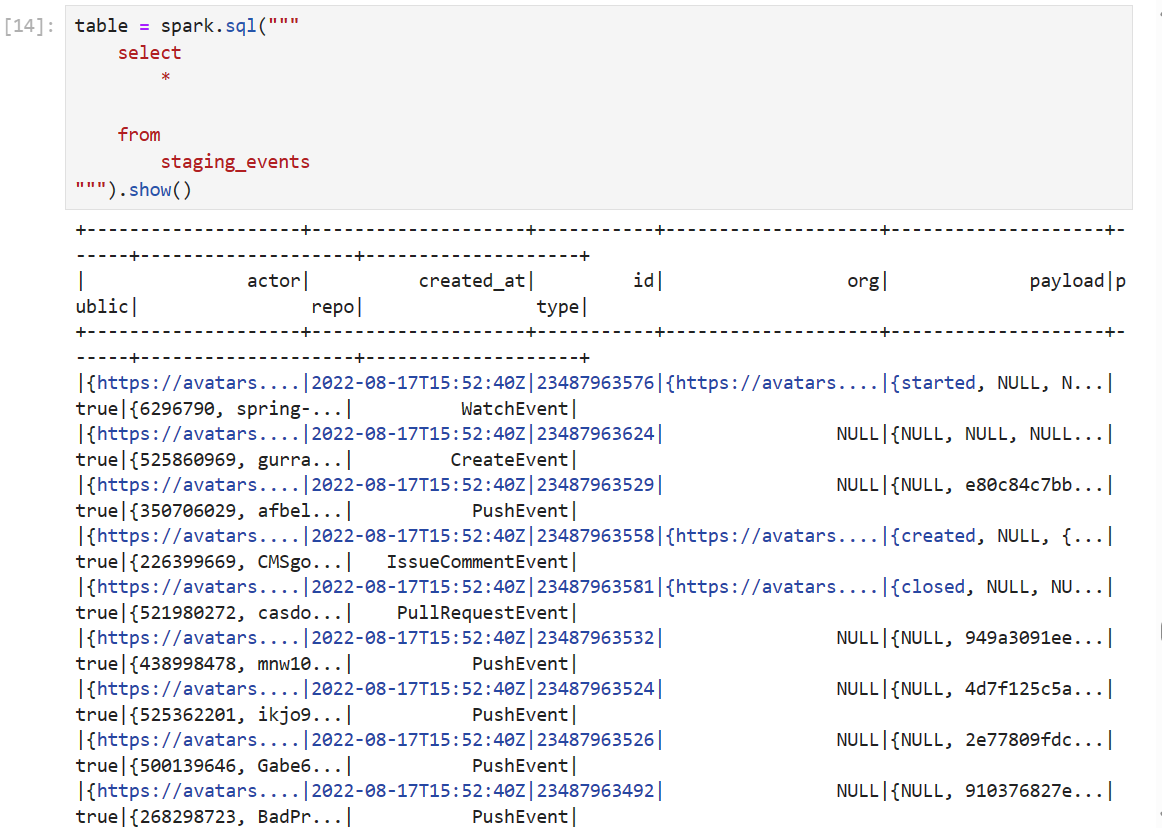 [14]: table = spark.sql("""
    select
        *
    from
        staging_events
""").show()
+--------------------+--------------------+-----------+--------------------+--------------------+-
-----+--------------------+--------------------+
|               actor|          created_at|         id|                 org|             payload|p
ublic|                repo|                type|
+--------------------+--------------------+-----------+--------------------+--------------------+-
-----+--------------------+--------------------+
|{https://avatars....|2022-08-17T15:52:40Z|23487963576|{https://avatars....|{started, NULL, N...|
true|{6296790, spring-...|          WatchEvent|
|{https://avatars....|2022-08-17T15:52:40Z|23487963624|                NULL|{NULL, NULL, NULL...|
true|{525860969, gurra...|         CreateEvent|
|{https://avatars....|2022-08-17T15:52:40Z|23487963529|                NULL|{NULL, e80c84c7bb...|
true|{350706029, afbel...|           PushEvent|
|{https://avatars....|2022-08-17T15:52:40Z|23487963558|{https://avatars....|{created, NULL, {...|
true|{226399669, CMSgo...|   IssueCommentEvent|
|{https://avatars....|2022-08-17T15:52:40Z|23487963581|{https://avatars....|{closed, NULL, NU...|
true|{521980272, casdo...|    PullRequestEvent|
|{https://avatars....|2022-08-17T15:52:40Z|23487963532|                NULL|{NULL, 949a3091ee...|
true|{438998478, mnw10...|           PushEvent|
|{https://avatars....|2022-08-17T15:52:40Z|23487963524|                NULL|{NULL, 4d7f125c5a...|
true|{525362201, ikjo9...|           PushEvent|
|{https://avatars....|2022-08-17T15:52:40Z|23487963526|                NULL|{NULL, 2e77809fdc...|
true|{500139646, Gabe6...|           PushEvent|
|{https://avatars....|2022-08-17T15:52:40Z|23487963492|                NULL|{NULL, 910376827e...|
true|{268298723, BadPr...|           PushEvent|